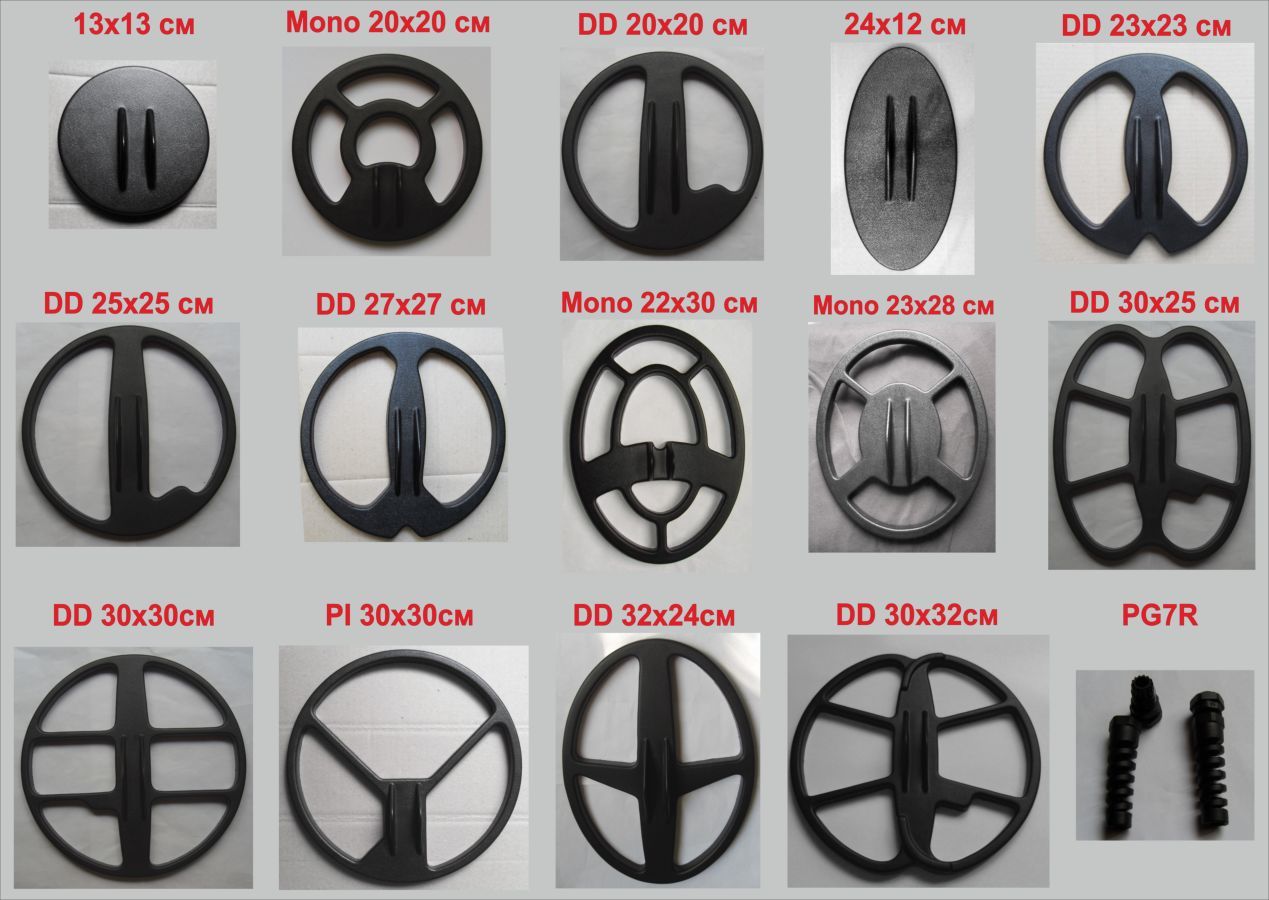 13x13 см
Mono 20x20 см
DD 20x20 см
24x12 см
DD 23x23 см
DD 25x25 см
DD 27x27 см
Mono 22x30 см
Mono 23x28 см
DD 30x25 см
DD 30x30см
PI 30x30см
DD 32x24см
DD 30x32см
PG7R